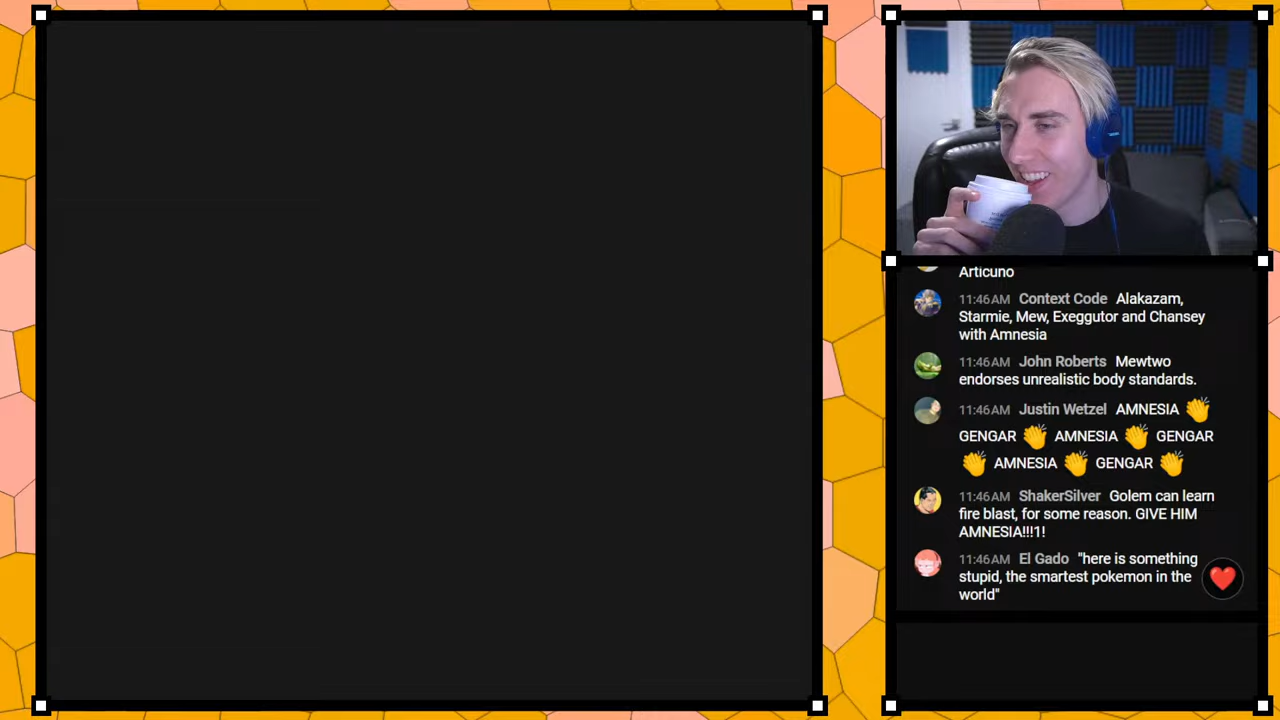 Articuno
11:46AM Context Code Alakazam,
Starmie, Mew, Exeggutor and Chansey
with Amnesia
11:46AM John Roberts Mewtwo
endorses unrealistic body standards.
11:46AM Justin Wetzel AMNESIA 👏
GENGAR 👏 AMNESIA 👏 GENGAR
👏 AMNESIA 👏 GENGAR 👏
11:46AM ShakerSilver Golem can learn
fire blast, for some reason. GIVE HIM
AMNESIA!!!1!
11:46AM El Gado "here is something
stupid, the smartest pokemon in the
world"